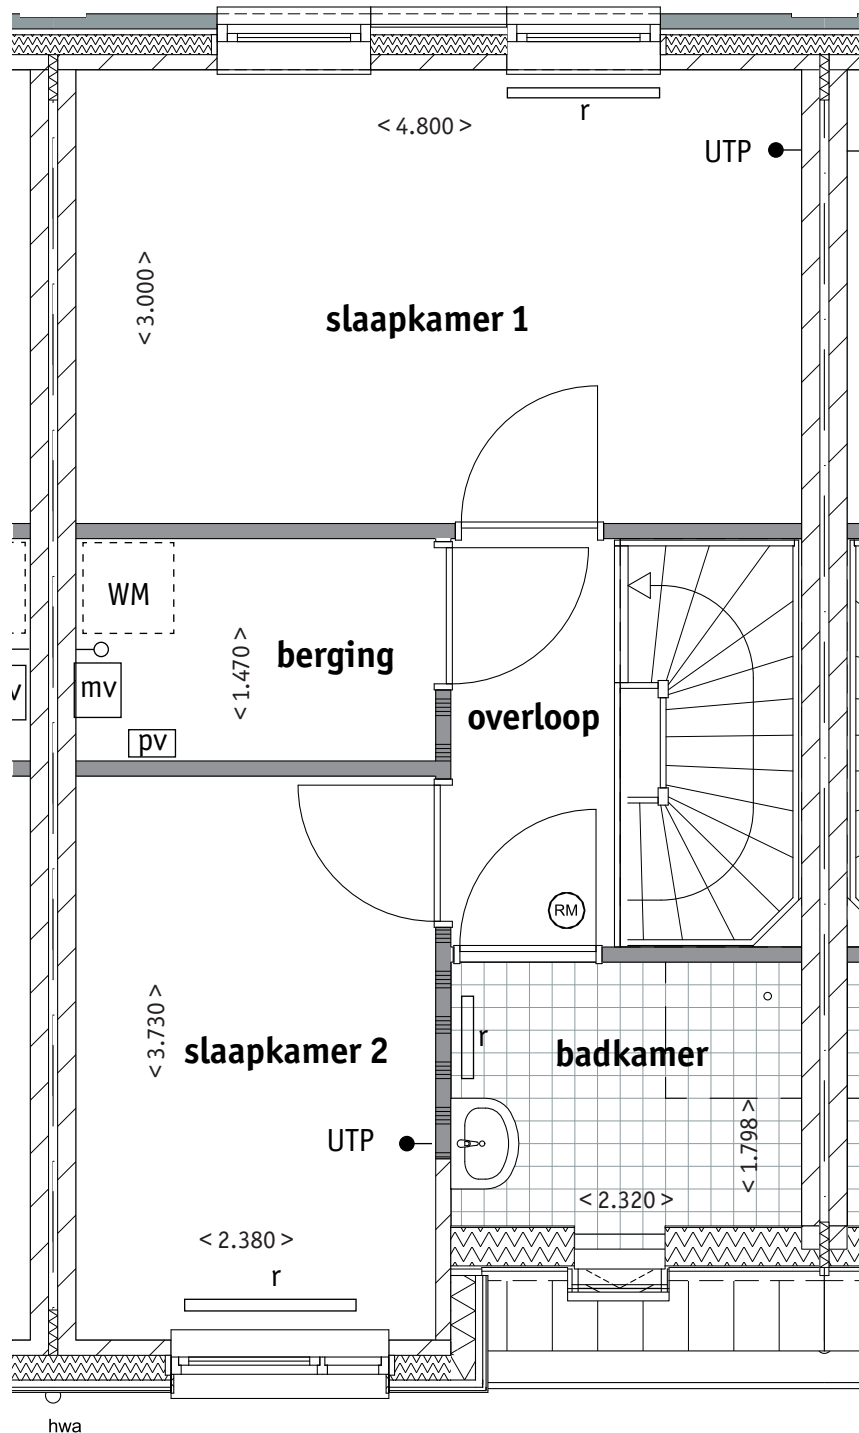 r
< 4.800 >
UTP
< 3.000 >
slaapkamer 1
WM
berging
< 1.470 >
v
mv
overloop
pv
RM
< 3.730 >
slaapkamer 2
r
badkamer
UTP
< 1.798 >
< 2.320 >
< 2.380 >
r
hwa